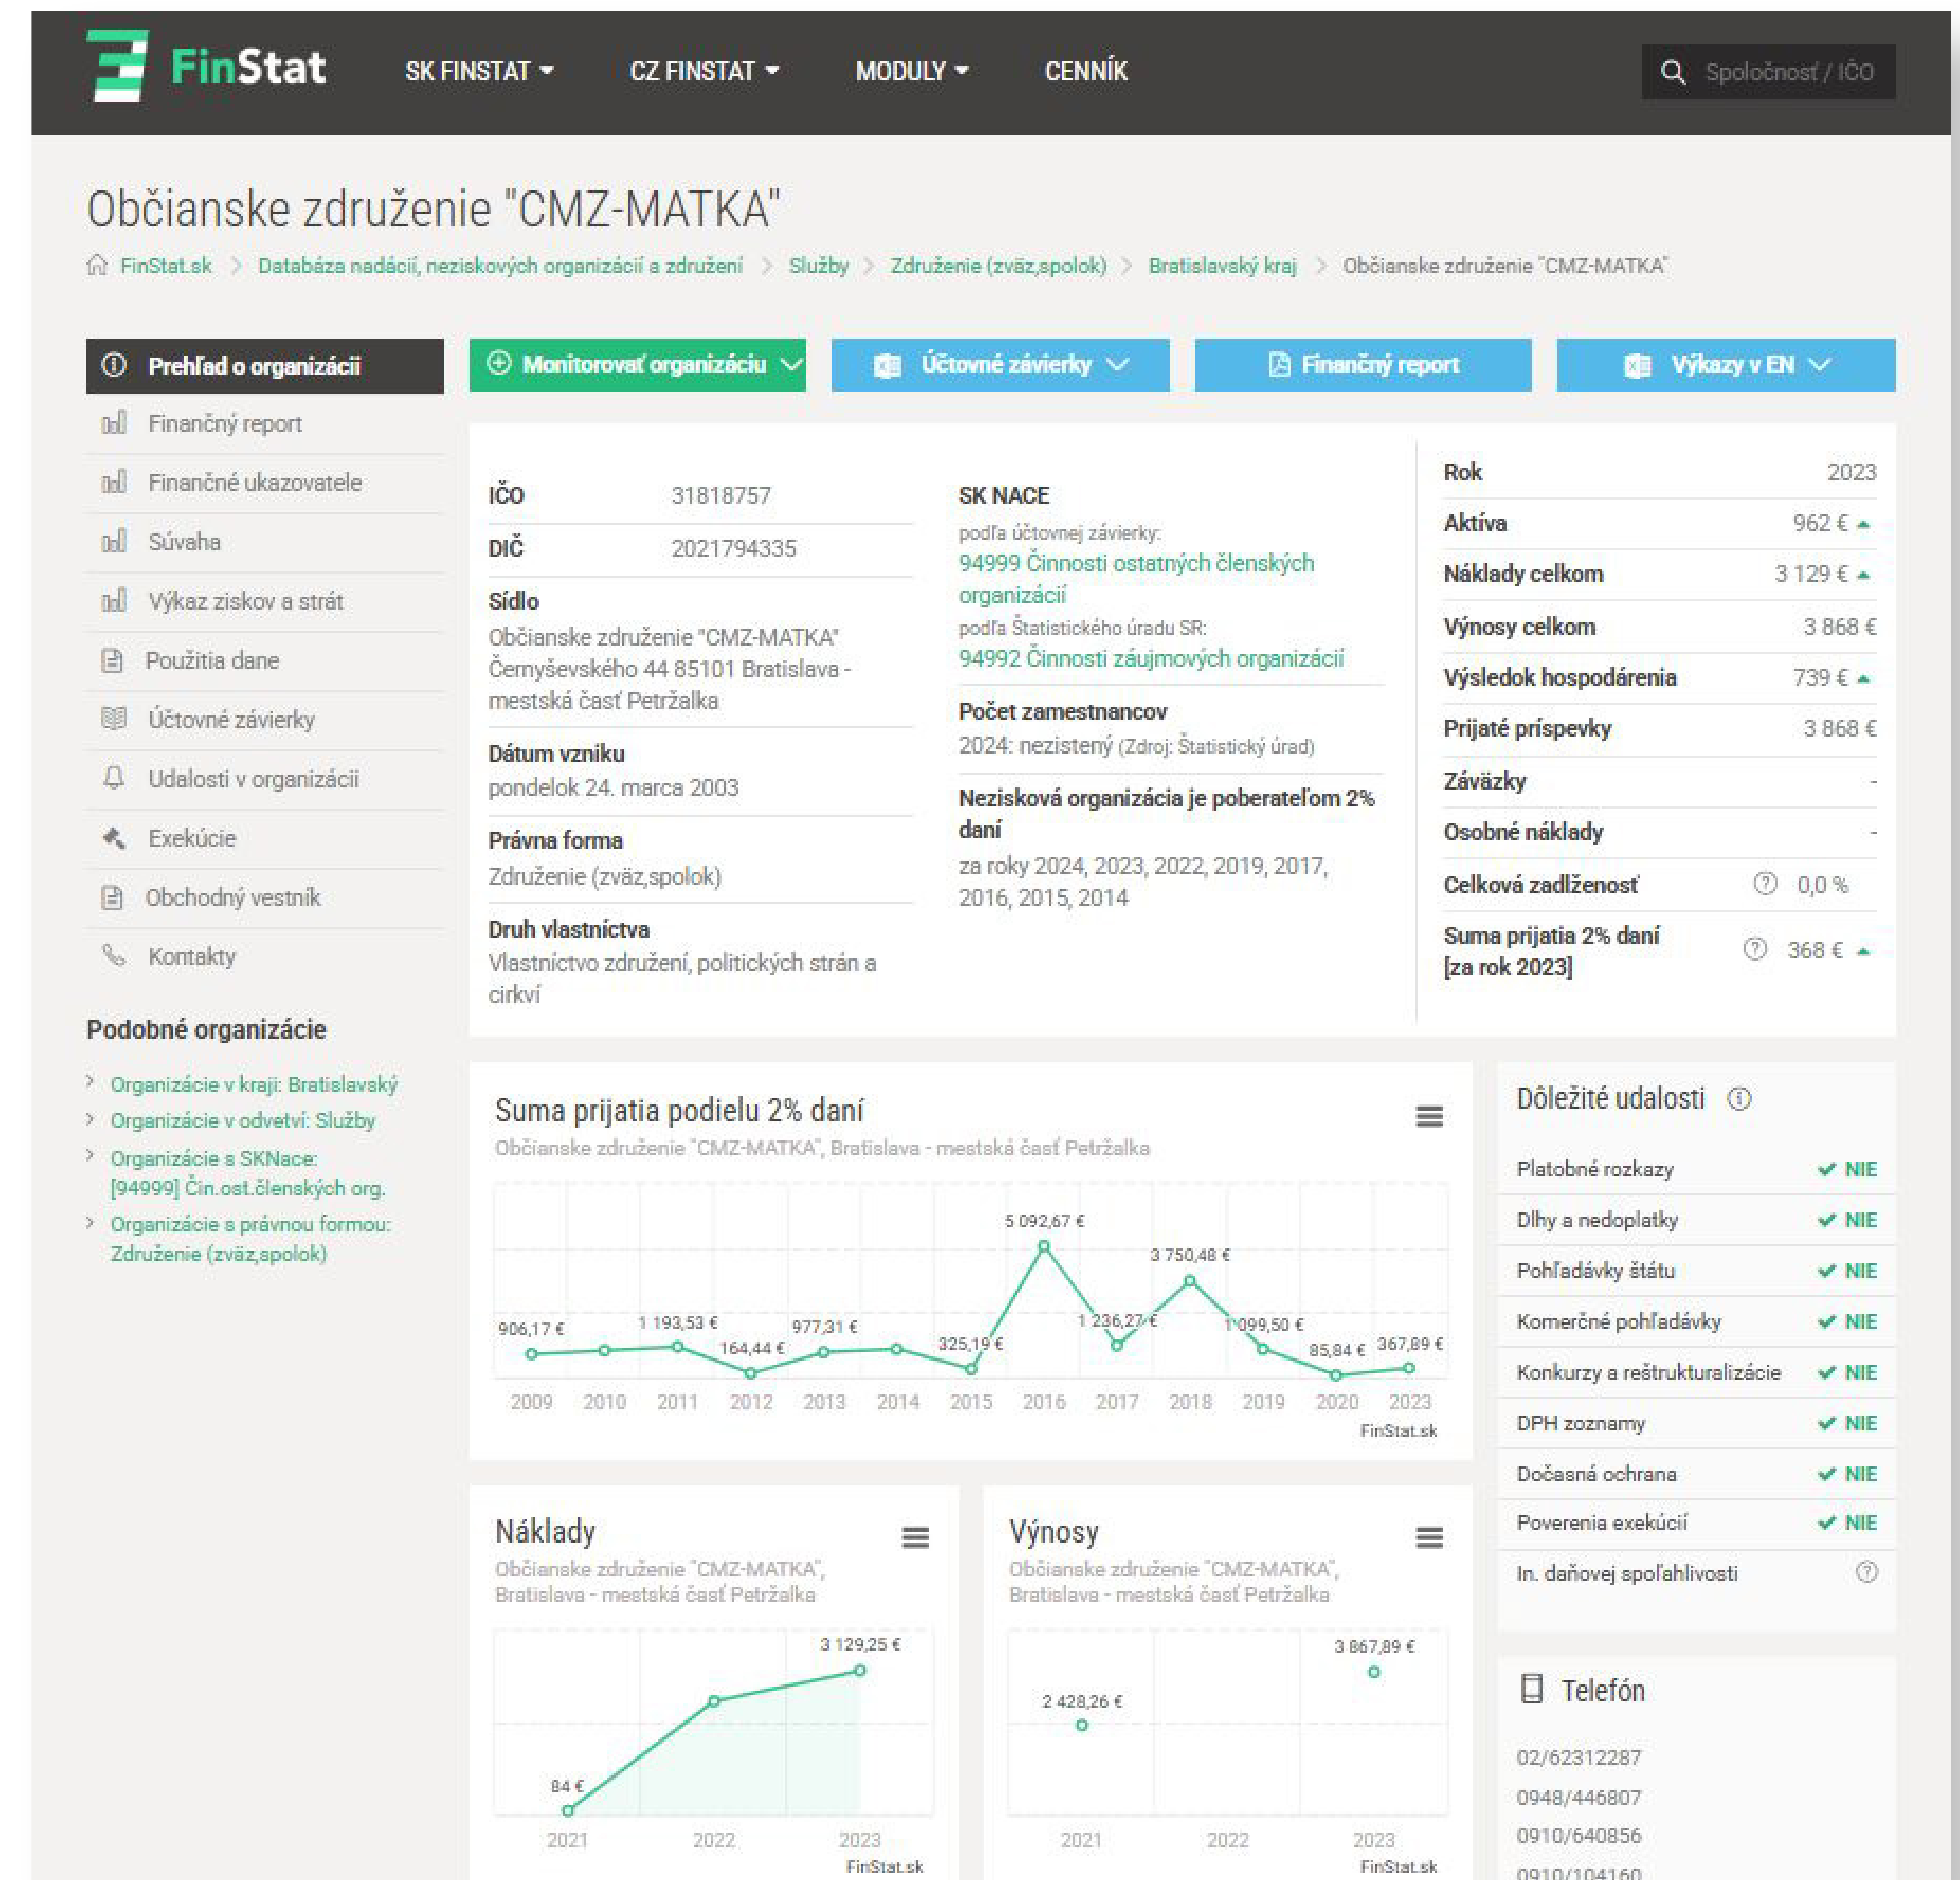 FinStat
SK FINSTAT
CZ FINSTAT
MODULY
CENNÍK
Spoločnosť / IČO
Občianske združenie "CMZ-MATKA"
FinStat.sk > Databáza nadácií, neziskových organizácií a združení > Služby > Združenie (zväz,spolok) > Bratislavský kraj > Občianske združenie "CMZ-MATKA"
Prehľad o organizácii
Finančný report
Finančné ukazovatele
Súvaha
Výkaz ziskov a strát
Použitia dane
Účtovné závierky
Udalosti v organizácii
Exekúcie
Obchodný vestník
Kontakty
Podobné organizácie
Organizácie v kraji: Bratislavský
Organizácie v odvetví: Služby
Organizácie s SKNace:
[94999] Čin.ost.členských org.
Organizácie s právnou formou:
Združenie (zväz,spolok)
Monitorovať organizáciu
Účtovné závierky
Finančný report
Výkazy v EN
IČO 31818757
DIČ 2021794335
Sídlo
Občianske združenie "CMZ-MATKA"
Černyševského 44 85101 Bratislava -
mestská časť Petržalka
Dátum vzniku
pondelok 24. marca 2003
Právna forma
Združenie (zväz,spolok)
Druh vlastníctva
Vlastníctvo združení, politických strán a
cirkví
SK NACE
podľa účtovnej závierky:
94999 Činnosti ostatných členských
organizácií
podľa Štatistického úradu SR:
94992 Činnosti záujmových organizácií
Počet zamestnancov
2024: nezistený (Zdroj: Štatistický úrad)
Nezisková organizácia je poberateľom 2%
daní
za roky 2024, 2023, 2022, 2019, 2017,
2016, 2015, 2014
Rok 2023
Aktíva 962 €
Náklady celkom 3 129 €
Výnosy celkom 3 868 €
Výsledok hospodárenia 739 €
Prijaté príspevky 3 868 €
Záväzky -
Osobné náklady -
Celková zadlženosť 0,0 %
Suma prijatia 2% daní
[za rok 2023] 368 €
Suma prijatia podielu 2% daní
Občianske združenie "CMZ-MATKA", Bratislava - mestská časť Petržalka
906,17 €
1 193,53 €
164,44 €
977,31 €
325,19 €
5 092,67 €
1 236,27 €
3 750,48 €
1 099,50 €
85,84 €
367,89 €
2009 2010 2011 2012 2013 2014 2015 2016 2017 2018 2019 2020 2023
FinStat.sk
Náklady
Občianske združenie "CMZ-MATKA",
Bratislava - mestská časť Petržalka
84 €
3 129,25 €
2021 2022 2023
FinStat.sk
Výnosy
Občianske združenie "CMZ-MATKA",
Bratislava - mestská časť Petržalka
2 428,26 €
3 867,89 €
2021 2022 2023
FinStat.sk
Dôležité udalosti
Platobné rozkazy NIE
Dlhy a nedoplatky NIE
Pohľadávky štátu NIE
Komerčné pohľadávky NIE
Konkurzy a reštrukturalizácie NIE
DPH zoznamy NIE
Dočasná ochrana NIE
Poverenia exekúcií NIE
In. daňovej spoľahlivosti
Telefón
02/62312287
0948/446807
0910/640856
0910/104160